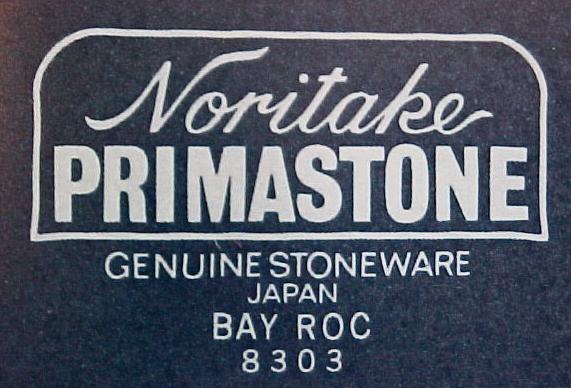 Noritake
PRIMASTONE
GENUINE STONEWARE
JAPAN
BAY ROC
8303